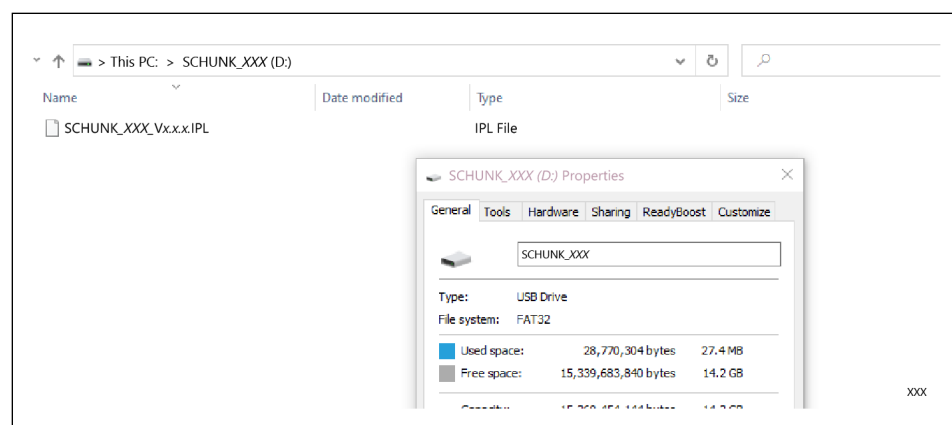 > This PC: > SCHUNK_XXX (D:)
Name Date modified Type Size
SCHUNK_XXX_Vx.x.x.IPL IPL File
SCHUNK_XXX (D:) Properties
General Tools Hardware Sharing ReadyBoost Customize
SCHUNK_XXX
Type: USB Drive
File system: FAT32
Used space: 28,770,304 bytes 27.4 MB
Free space: 15,339,683,840 bytes 14.2 GB
XXX